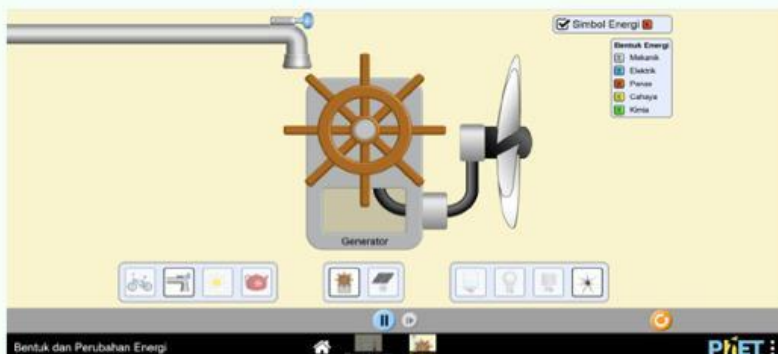 Simbol Energi E
Bentuk Energi
E Mekanik
E Elektrik
E Panas
E Cahaya
E Kimia
Generator
Bentuk dan Perubahan Energi
PhET